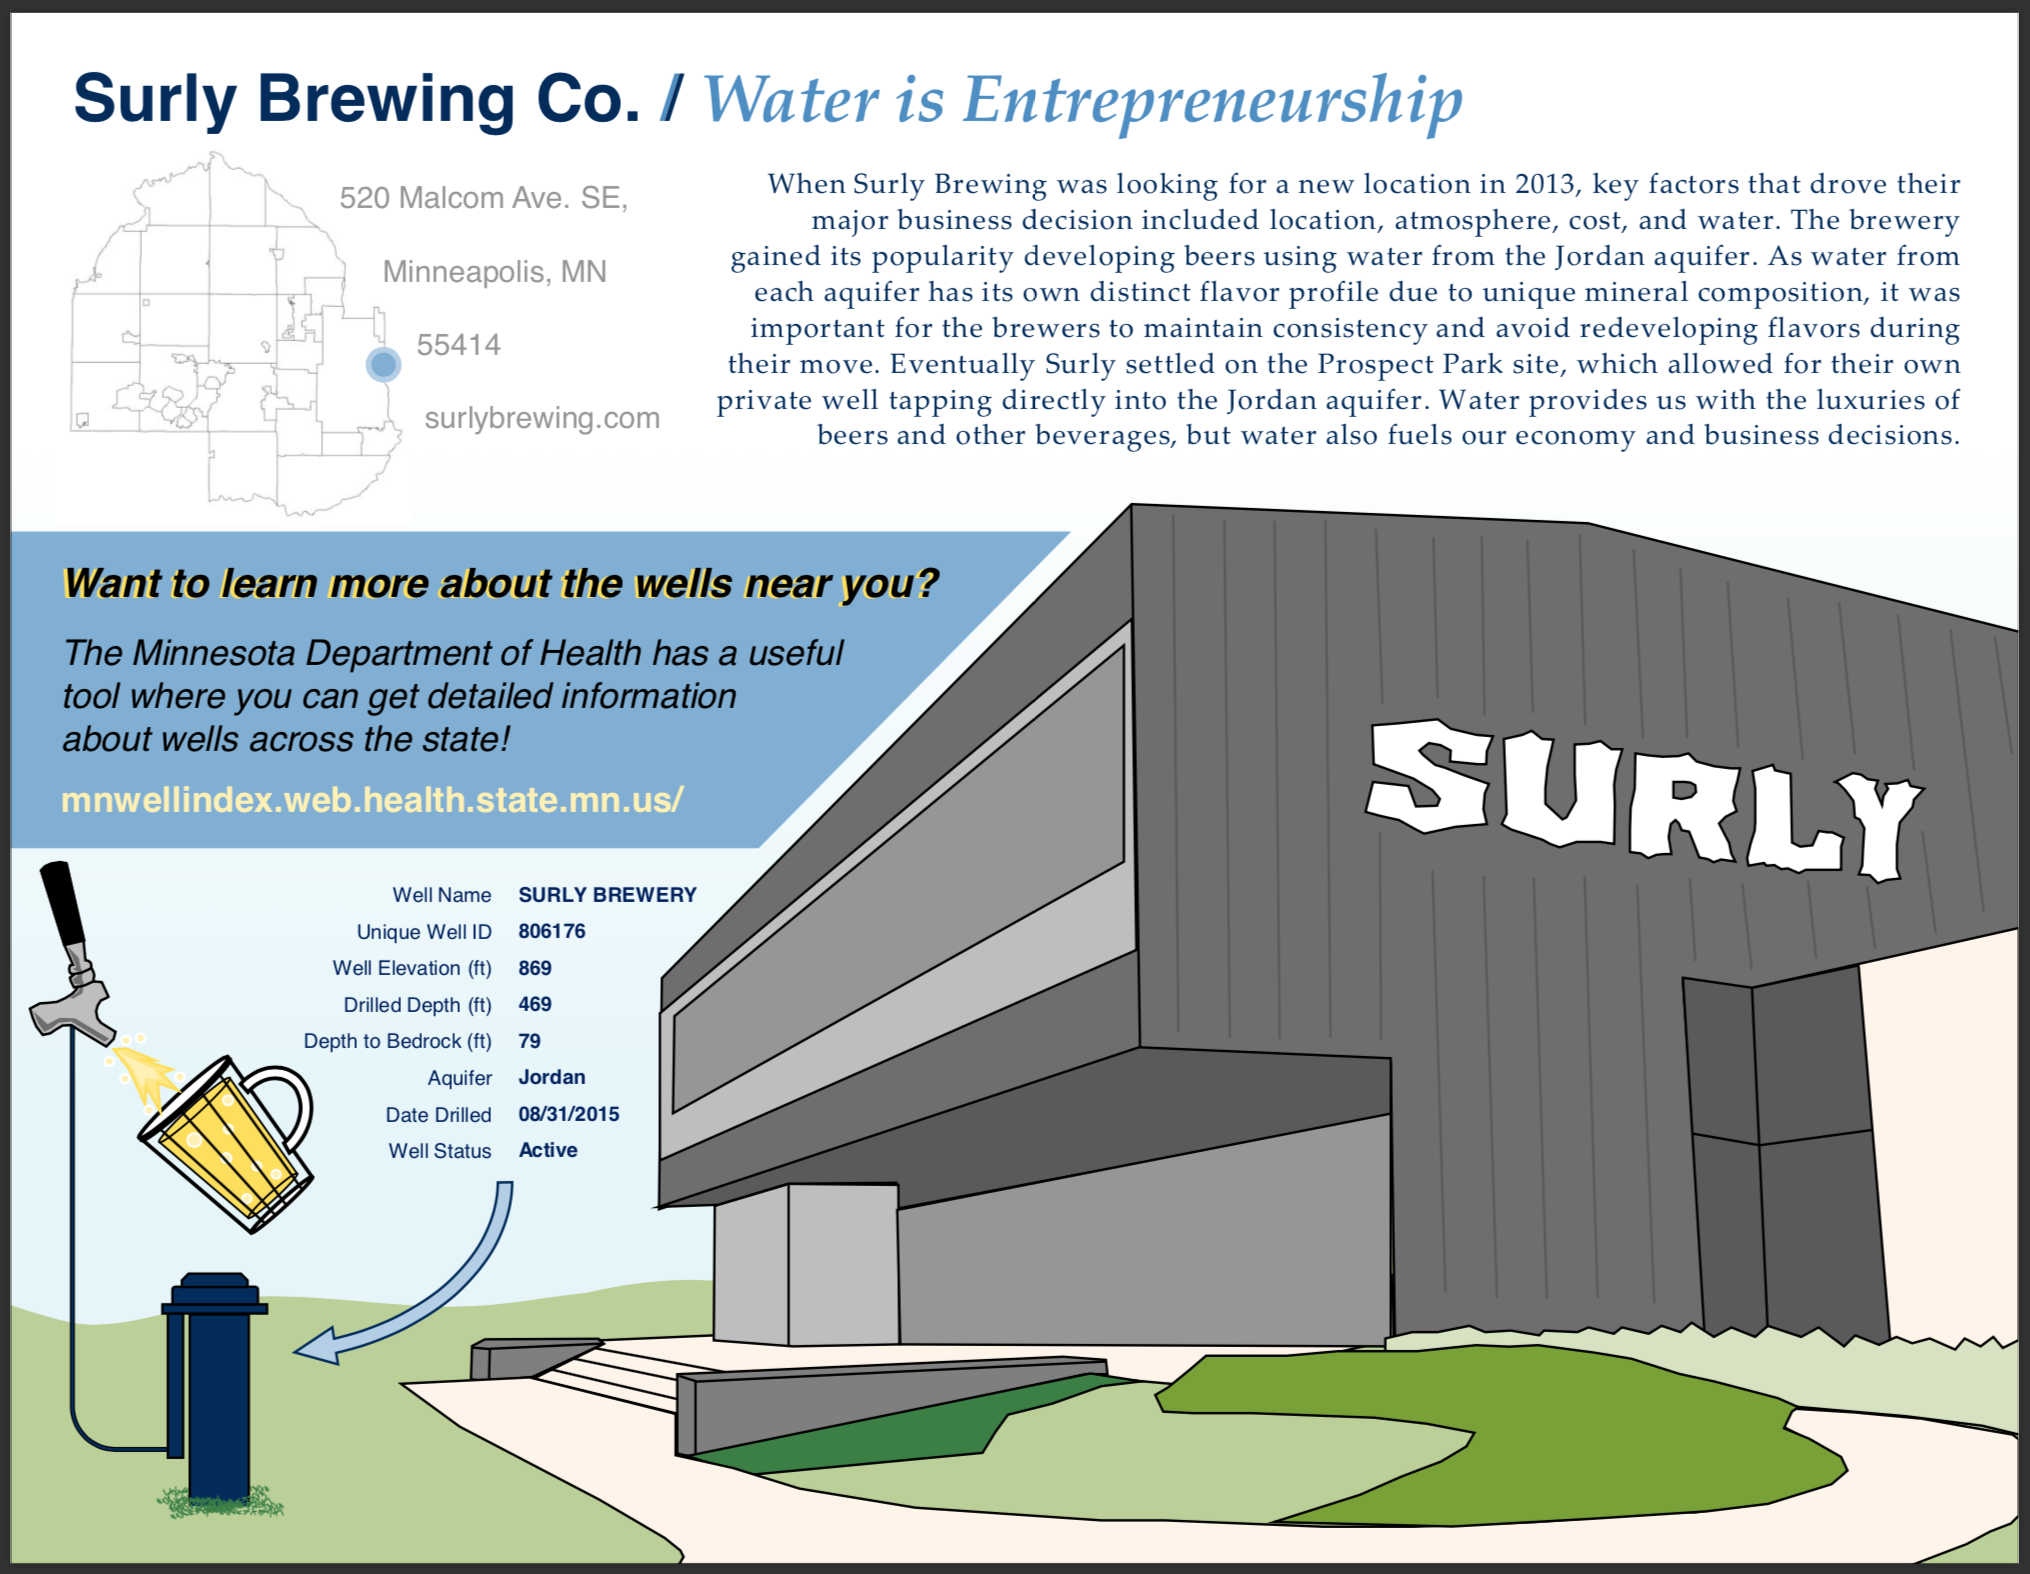 Surly Brewing Co. / Water is Entrepreneurship
520 Malcom Ave. SE,
Minneapolis, MN
55414
surlybrewing.com
When Surly Brewing was looking for a new location in 2013, key factors that drove their
major business decision included location, atmosphere, cost, and water. The brewery
gained its popularity developing beers using water from the Jordan aquifer. As water from
each aquifer has its own distinct flavor profile due to unique mineral composition, it was
important for the brewers to maintain consistency and avoid redeveloping flavors during
their move. Eventually Surly settled on the Prospect Park site, which allowed for their own
private well tapping directly into the Jordan aquifer. Water provides us with the luxuries of
beers and other beverages, but water also fuels our economy and business decisions.
Want to learn more about the wells near you?
The Minnesota Department of Health has a useful
tool where you can get detailed information
about wells across the state!
mnwellindex.web.health.state.mn.us/
Well Name SURLY BREWERY
Unique Well ID 806176
Well Elevation (ft) 869
Drilled Depth (ft) 469
Depth to Bedrock (ft) 79
Aquifer Jordan
Date Drilled 08/31/2015
Well Status Active
SURLY